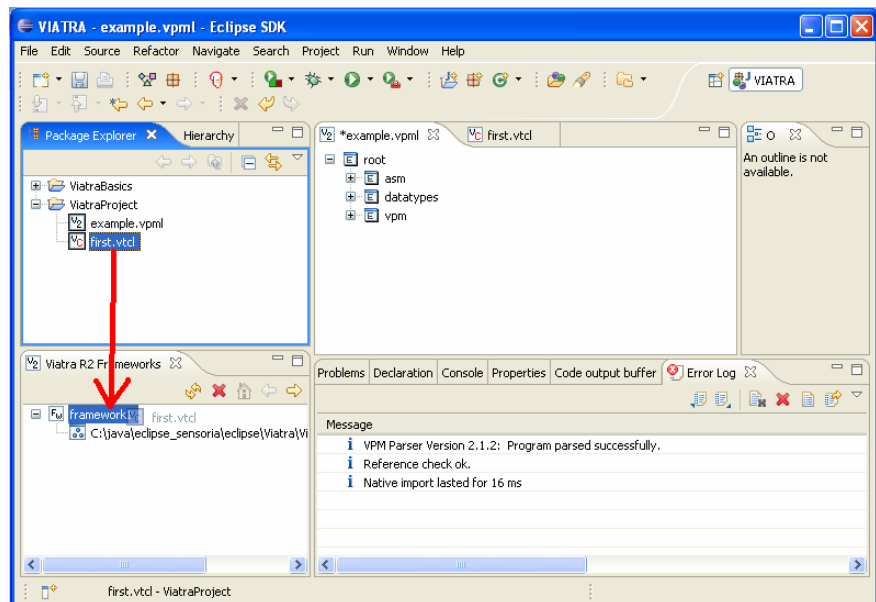 VIATRA - example.vpml - Eclipse SDK
File Edit Source Refactor Navigate Search Project Run Window Help
VIATRA
Package Explorer Hierarchy
ViatraBasics
ViatraProject
example.vpml
first.vtcl
*example.vpml first.vtcl
root
asm
datatypes
vpm
O
An outline is not
available.
Viatra R2 Frameworks
framework1 first.vtcl
C:\java\eclipse_sensoria\eclipse\Viatra\Vi
Problems Declaration Console Properties Code output buffer Error Log
Message
VPM Parser Version 2.1.2: Program parsed successfully.
Reference check ok.
Native import lasted for 16 ms
first.vtcl - ViatraProject